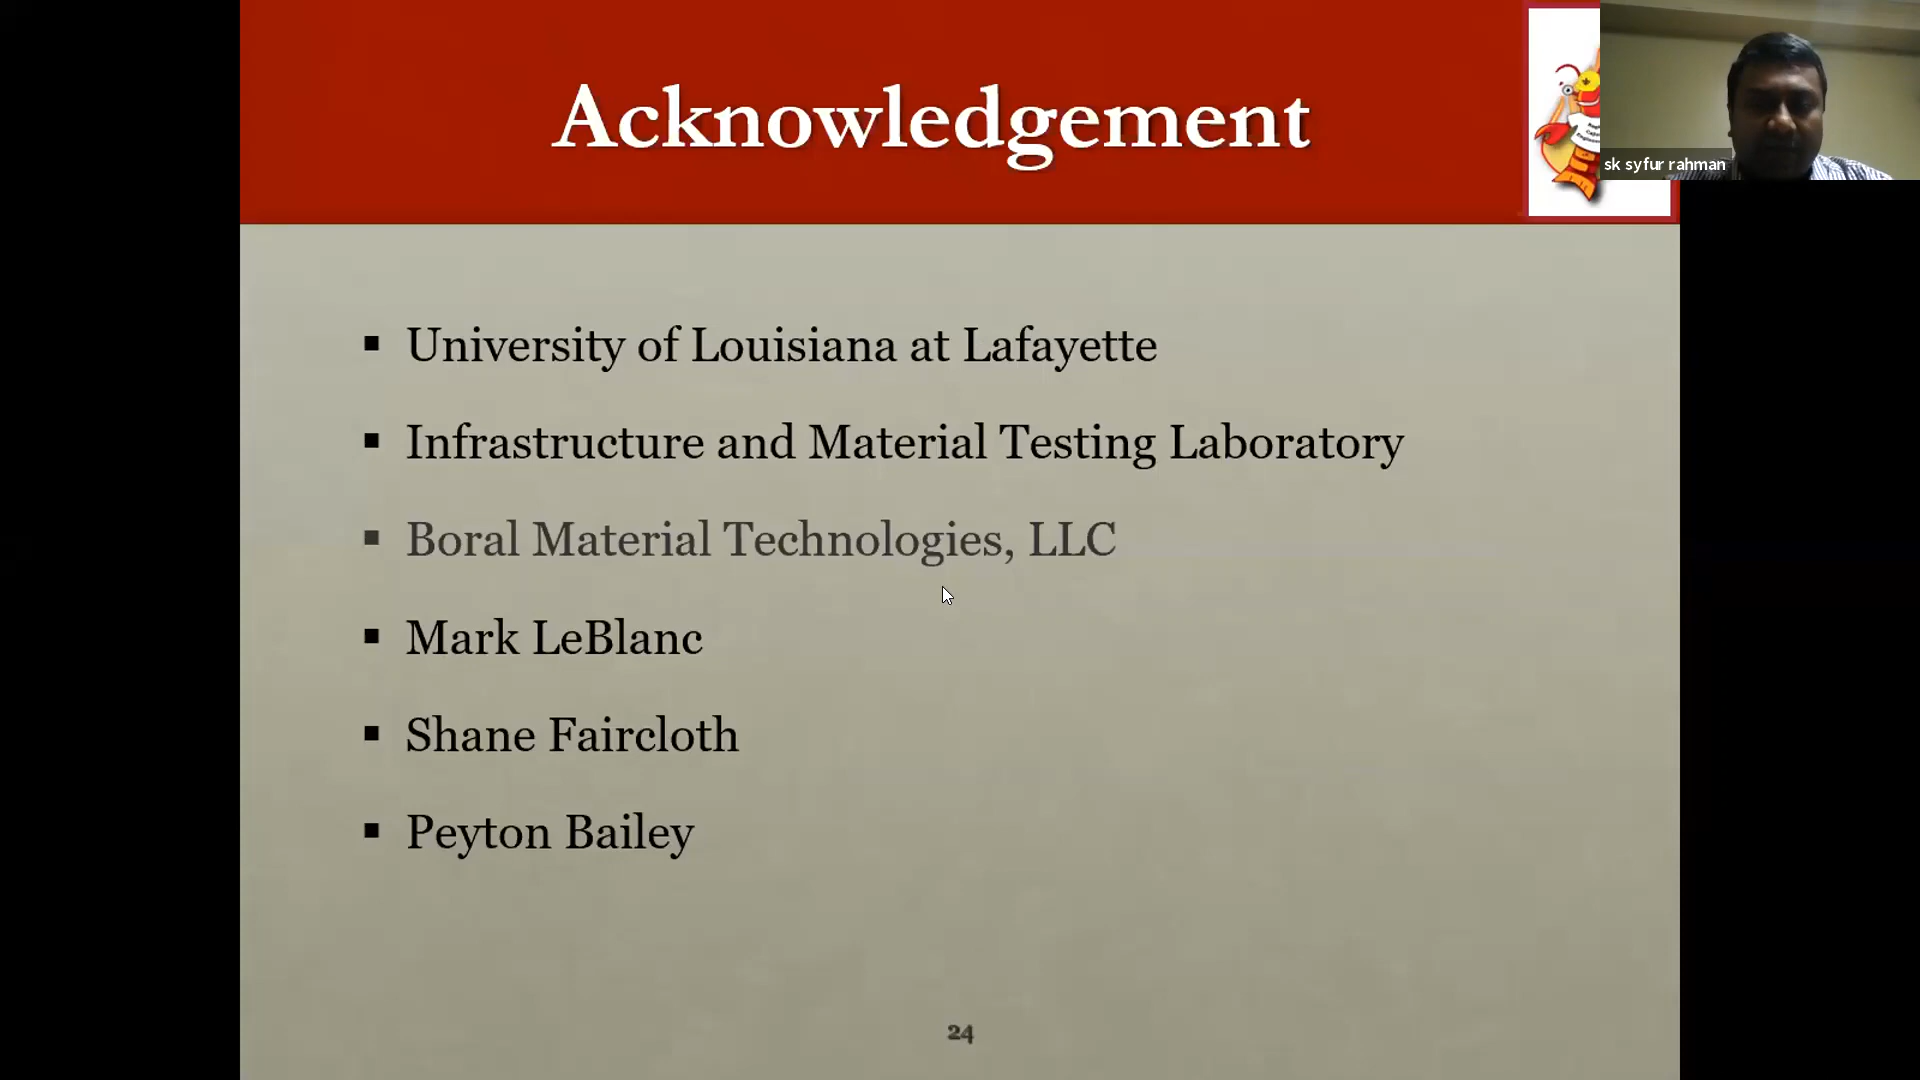 Acknowledgement
sk syfur rahman
▪ University of Louisiana at Lafayette
▪ Infrastructure and Material Testing Laboratory
▪ Boral Material Technologies, LLC
▪ Mark LeBlanc
▪ Shane Faircloth
▪ Peyton Bailey
24